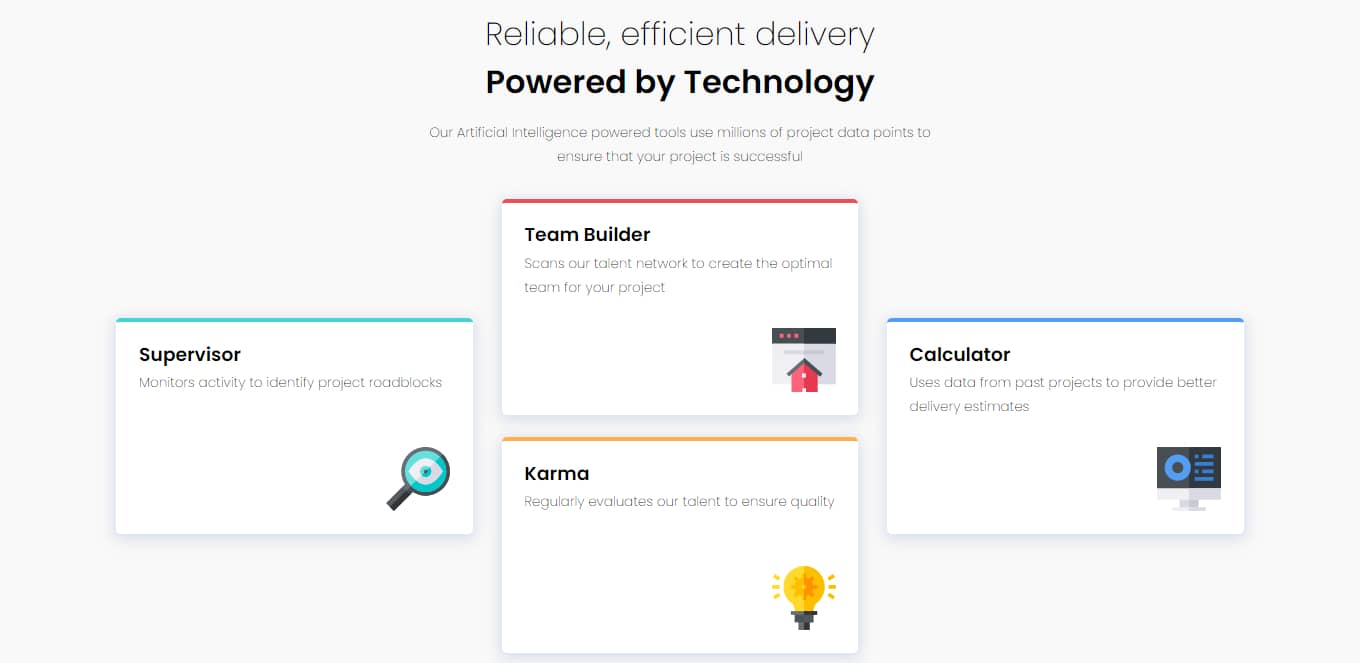 Reliable, efficient delivery
Powered by Technology
Our Artificial Intelligence powered tools use millions of project data points to
ensure that your project is successful
Supervisor
Monitors activity to identify project roadblocks
Team Builder
Scans our talent network to create the optimal
team for your project
Karma
Regularly evaluates our talent to ensure quality
Calculator
Uses data from past projects to provide better
delivery estimates